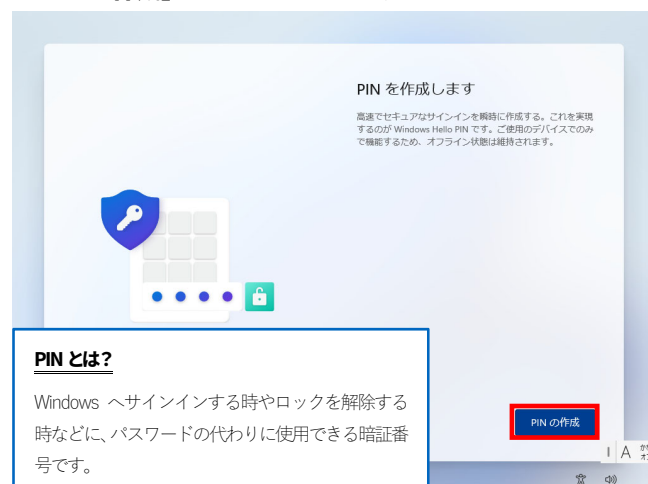 PIN を作成します
高速でセキュアなサインインを瞬時に作成する。これを実現
するのが Windows Hello PIN です。ご使用のデバイスでのみ
で機能するため、オフライン状態は維持されます。
PIN とは？
Windows へサインインする時やロックを解除する
時などに、パスワードの代わりに使用できる暗証番
号です。
PIN の作成
A